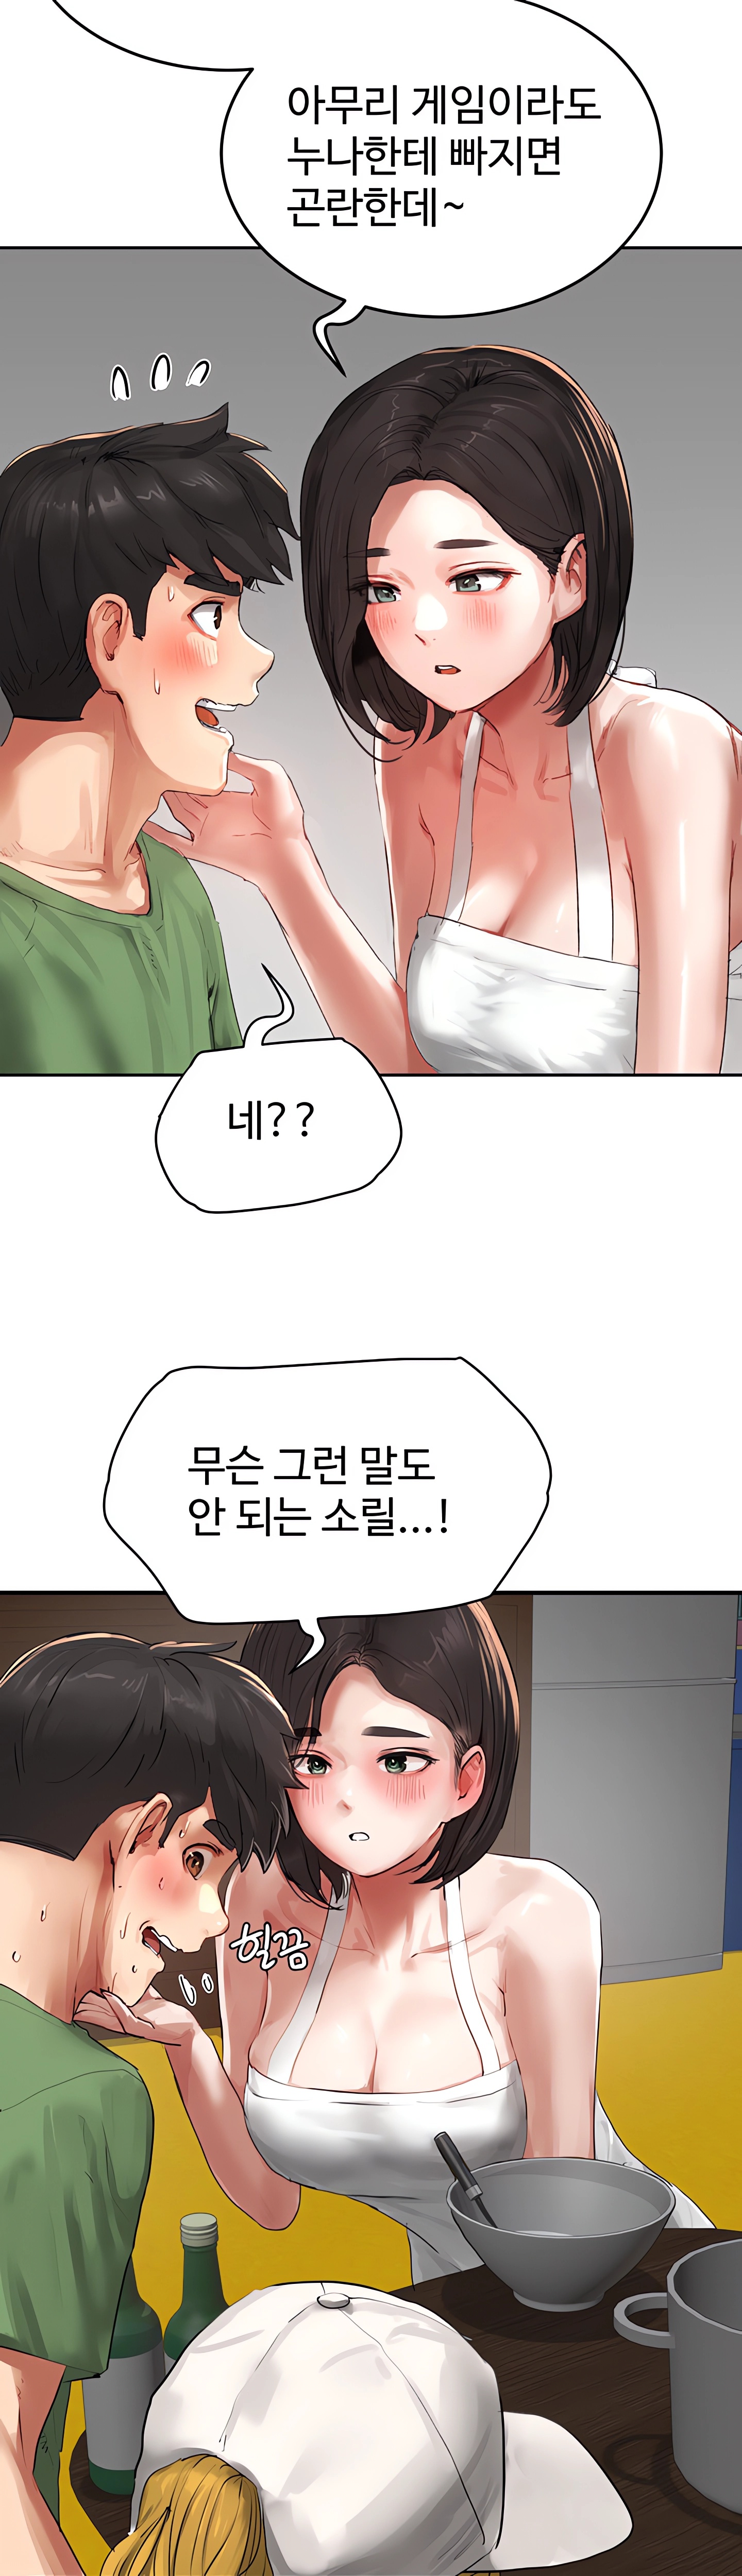 아무리 게임이라도
누나한테 빠지면
곤란한데~
네??
무슨 그런 말도
안 되는 소릴...!
힐끔